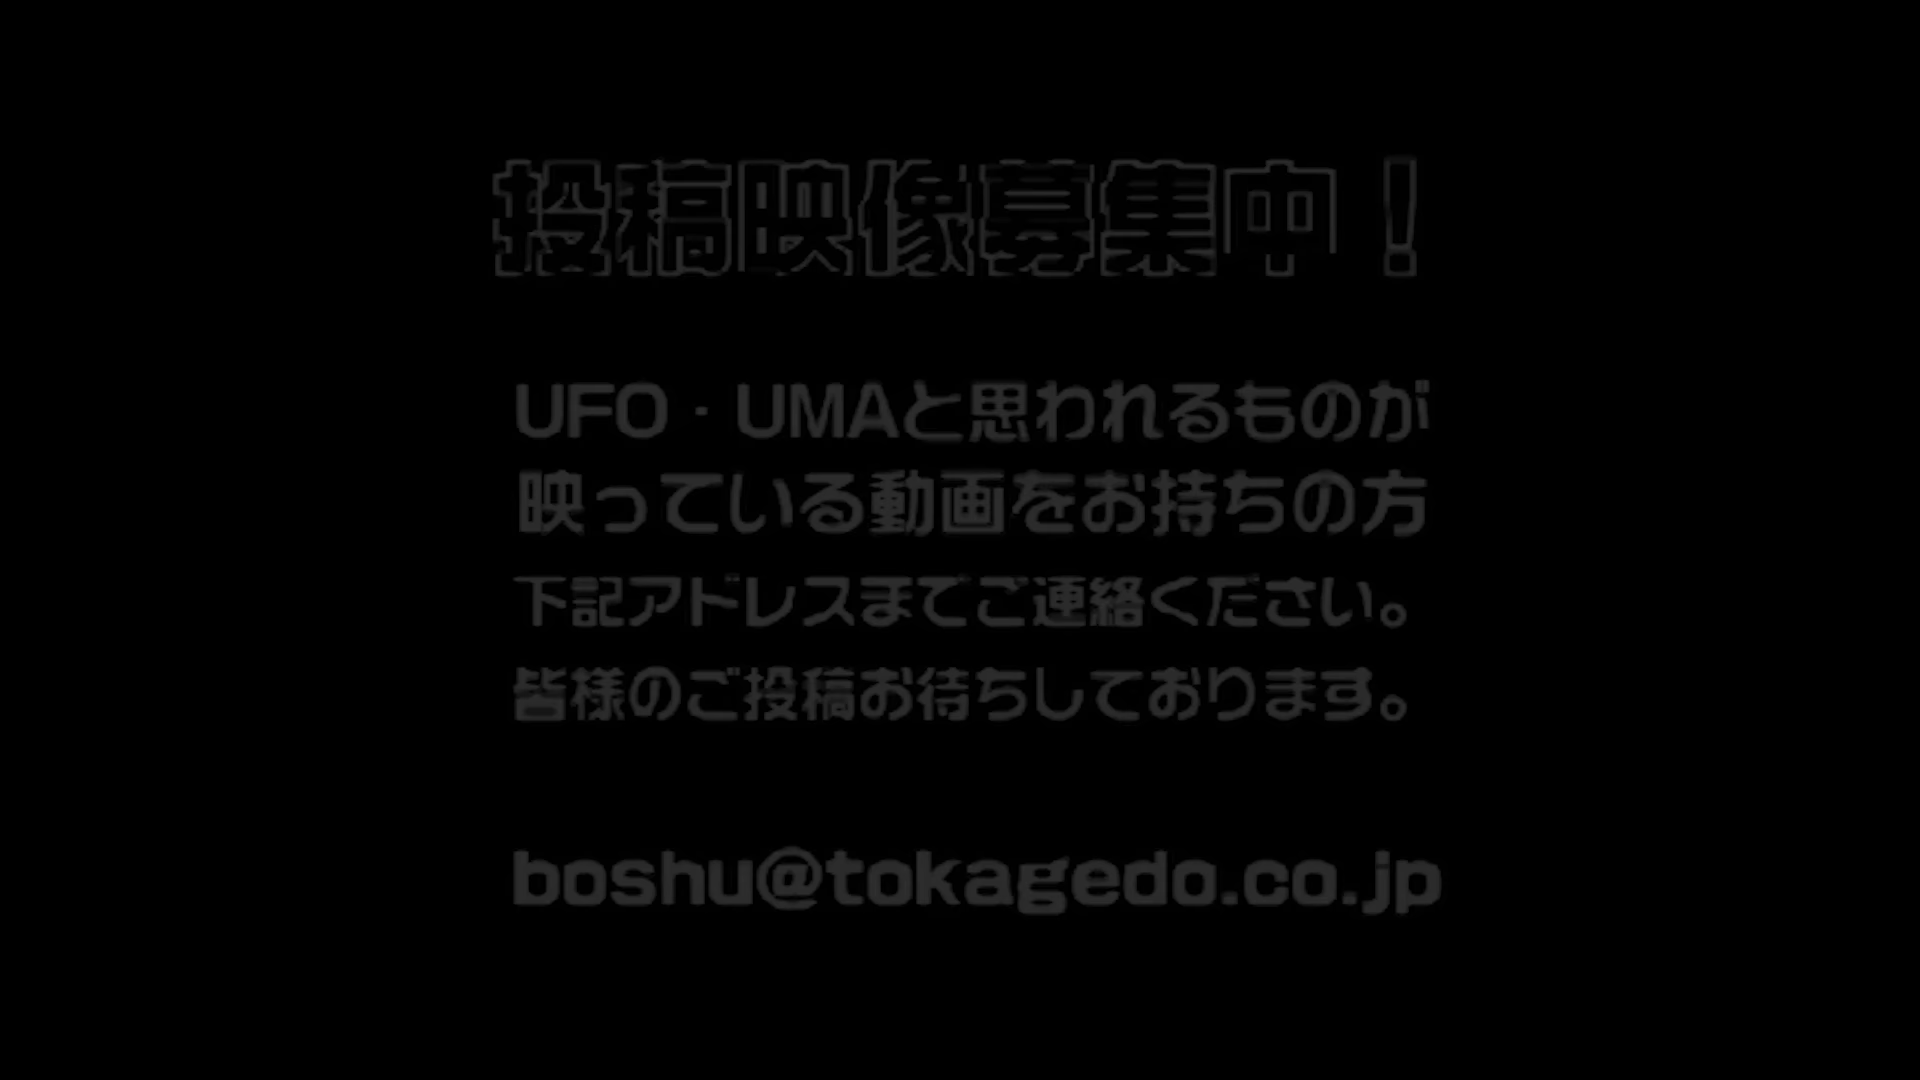 投稿映像募集中！
UFO・UMAと思われるものが
映っている動画をお持ちの方
下記アドレスまでご連絡ください。
皆様のご投稿お待ちしております。
boshu@tokagedo.co.jp